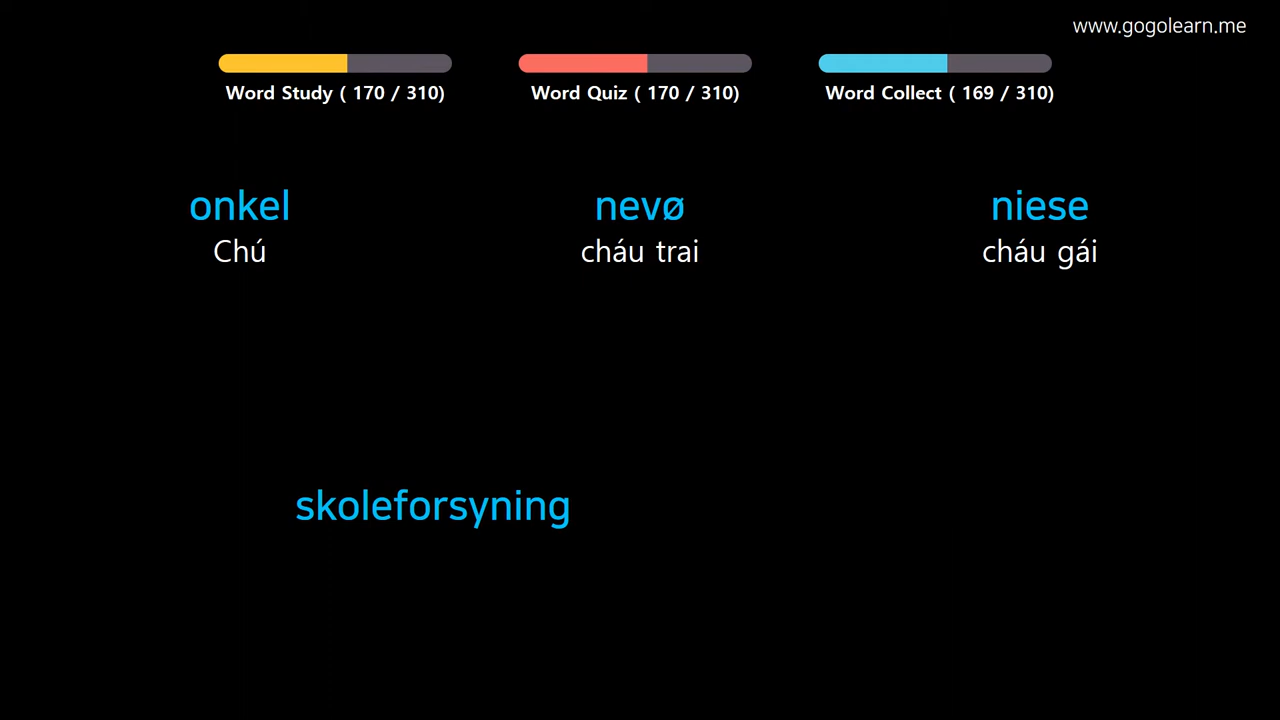 www.gogolearn.me
Word Study ( 170 / 310)
Word Quiz ( 170 / 310)
Word Collect ( 169 / 310)
onkel
Chú
nevø
cháu trai
niese
cháu gái
skoleforsyning